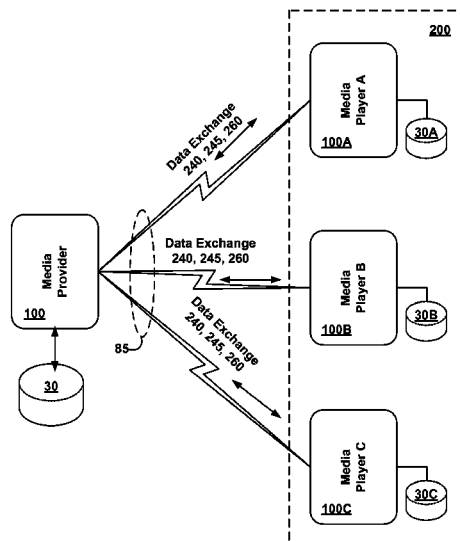 200
Media
Player A
100A
30A
Data Exchange
240, 245, 260
Media
Provider
100
30
85
Data Exchange
240, 245, 260
Media
Player B
100B
30B
Data Exchange
240, 245, 260
Media
Player C
100C
30C